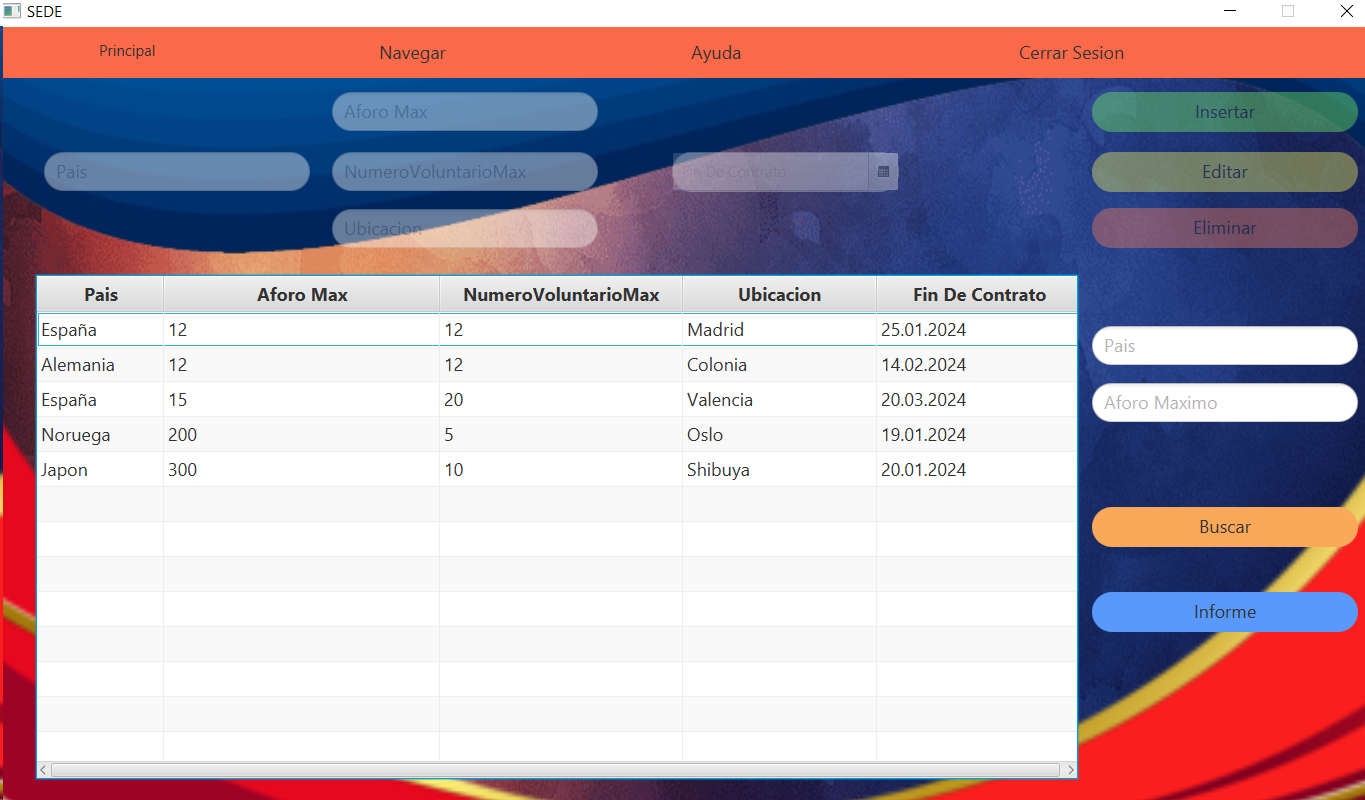 SEDE
Principal Navegar Ayuda Cerrar Sesion
Aforo Max Insertar
Pais NumeroVoluntarioMax Fin De Contrato Editar
Ubicacion Eliminar
Pais Aforo Max NumeroVoluntarioMax Ubicacion Fin De Contrato
España 12 12 Madrid 25.01.2024
Alemania 12 12 Colonia 14.02.2024
España 15 20 Valencia 20.03.2024
Noruega 200 5 Oslo 19.01.2024
Japon 300 10 Shibuya 20.01.2024
Pais
Aforo Maximo
Buscar
Informe